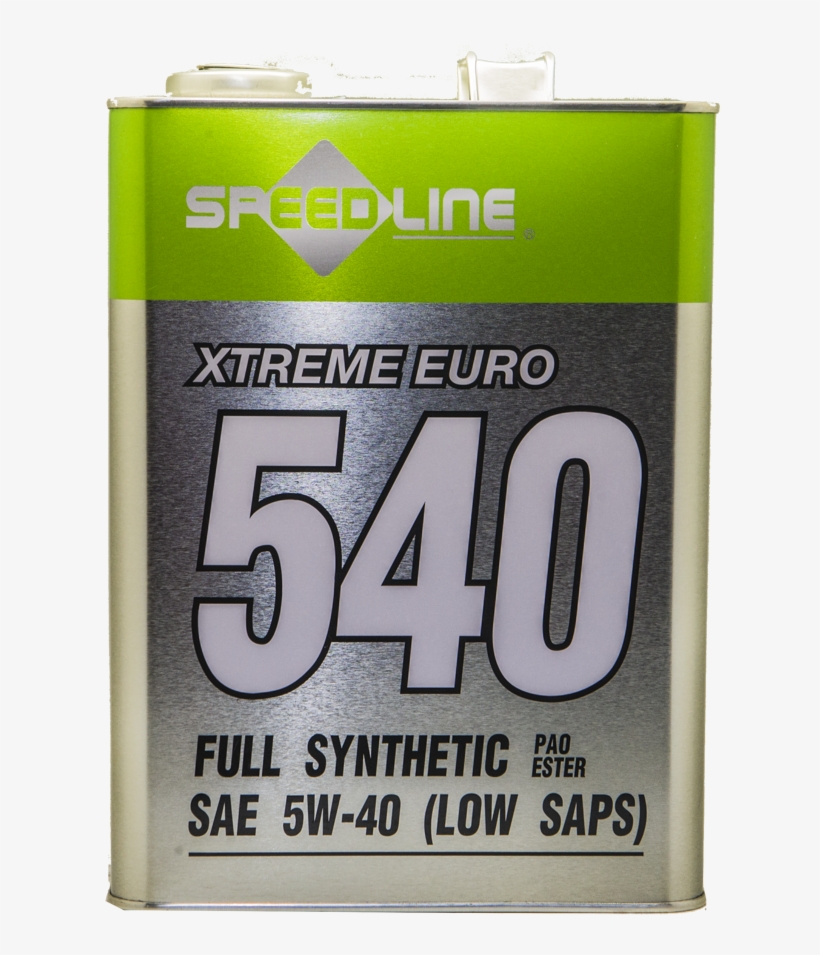 SPEEDLINE®
XTREME EURO
540
FULL SYNTHETIC PAO
ESTER
SAE 5W-40 (LOW SAPS)